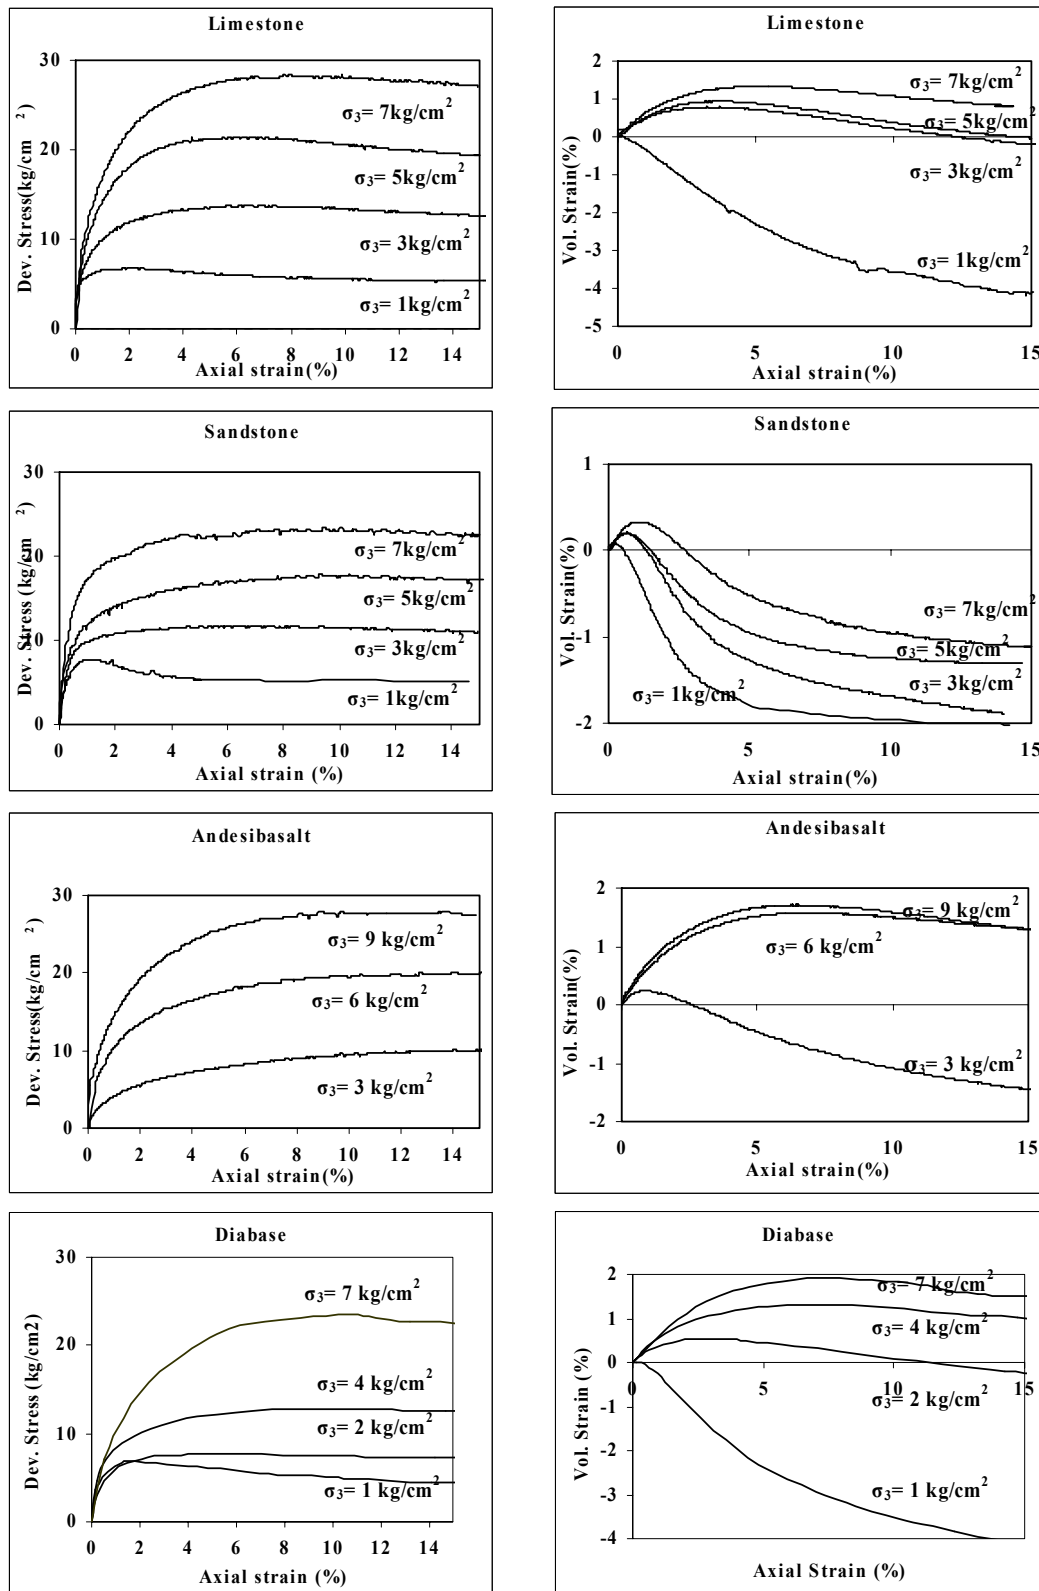 Limestone
30
20
10
0
0 2 4 6 8 10 12 14
Dev. Stress(kg/cm ²)
Axial strain(%)
σ₃= 7kg/cm²
σ₃= 5kg/cm²
σ₃= 3kg/cm²
σ₃= 1kg/cm²
Limestone
2
1
0
-1
-2
-3
-4
-5
0 5 10 15
Vol. Strain(%)
Axial strain(%)
σ₃= 7kg/cm²
σ₃= 5kg/cm²
σ₃= 3kg/cm²
σ₃= 1kg/cm²
Sandstone
30
20
10
0
0 2 4 6 8 10 12 14
Dev. Stress (kg/cm ²)
Axial strain (%)
σ₃= 7kg/cm²
σ₃= 5kg/cm²
σ₃= 3kg/cm²
σ₃= 1kg/cm²
Sandstone
1
0
-1
-2
0 5 10 15
Vol. Strain(%)
Axial strain(%)
σ₃= 7kg/cm²
σ₃= 5kg/cm²
σ₃= 3kg/cm²
σ₃= 1kg/cm²
Andesibasalt
30
20
10
0
0 2 4 6 8 10 12 14
Dev. Stress(kg/cm ²)
Axial strain(%)
σ₃= 9 kg/cm²
σ₃= 6 kg/cm²
σ₃= 3 kg/cm²
Andesibasalt
2
1
0
-1
-2
0 5 10 15
Vol. Strain(%)
Axial strain(%)
σ₃= 9 kg/cm²
σ₃= 6 kg/cm²
σ₃= 3 kg/cm²
Diabase
30
20
10
0
0 2 4 6 8 10 12 14
Dev. Stress (kg/cm2)
Axial strain (%)
σ₃= 7 kg/cm²
σ₃= 4 kg/cm²
σ₃= 2 kg/cm²
σ₃= 1 kg/cm²
Diabase
2
1
0
-1
-2
-3
-4
0 5 10 15
Vol. Strain (%)
Axial Strain (%)
σ₃= 7 kg/cm²
σ₃= 4 kg/cm²
σ₃= 2 kg/cm²
σ₃= 1 kg/cm²